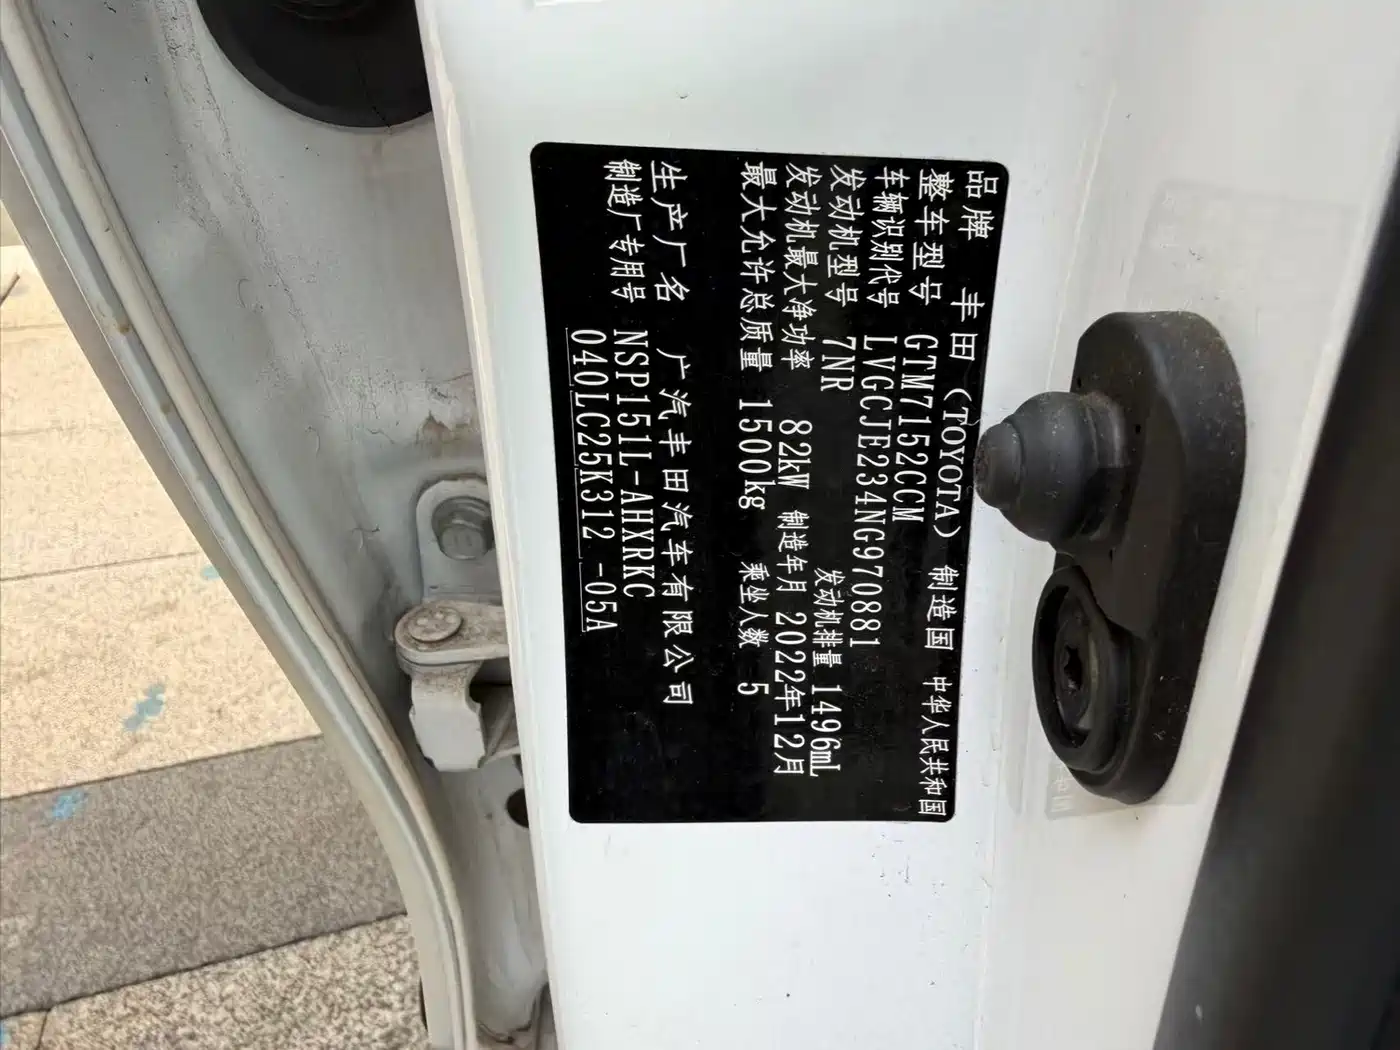 品牌 丰田 (TOYOTA) 制造国 中华人民共和国
整车型号 GTM7152CCM
车辆识别代号 LVGCJE234NG970881
发动机型号 7NR 发动机排量 1496mL
发动机最大净功率 82kW 制造年月 2022年12月
最大允许总质量 1500kg 乘坐人数 5
生产厂名 广汽丰田汽车有限公司
制造厂专用号 NSP151L-AHXRKC
040LC25K312 -05A